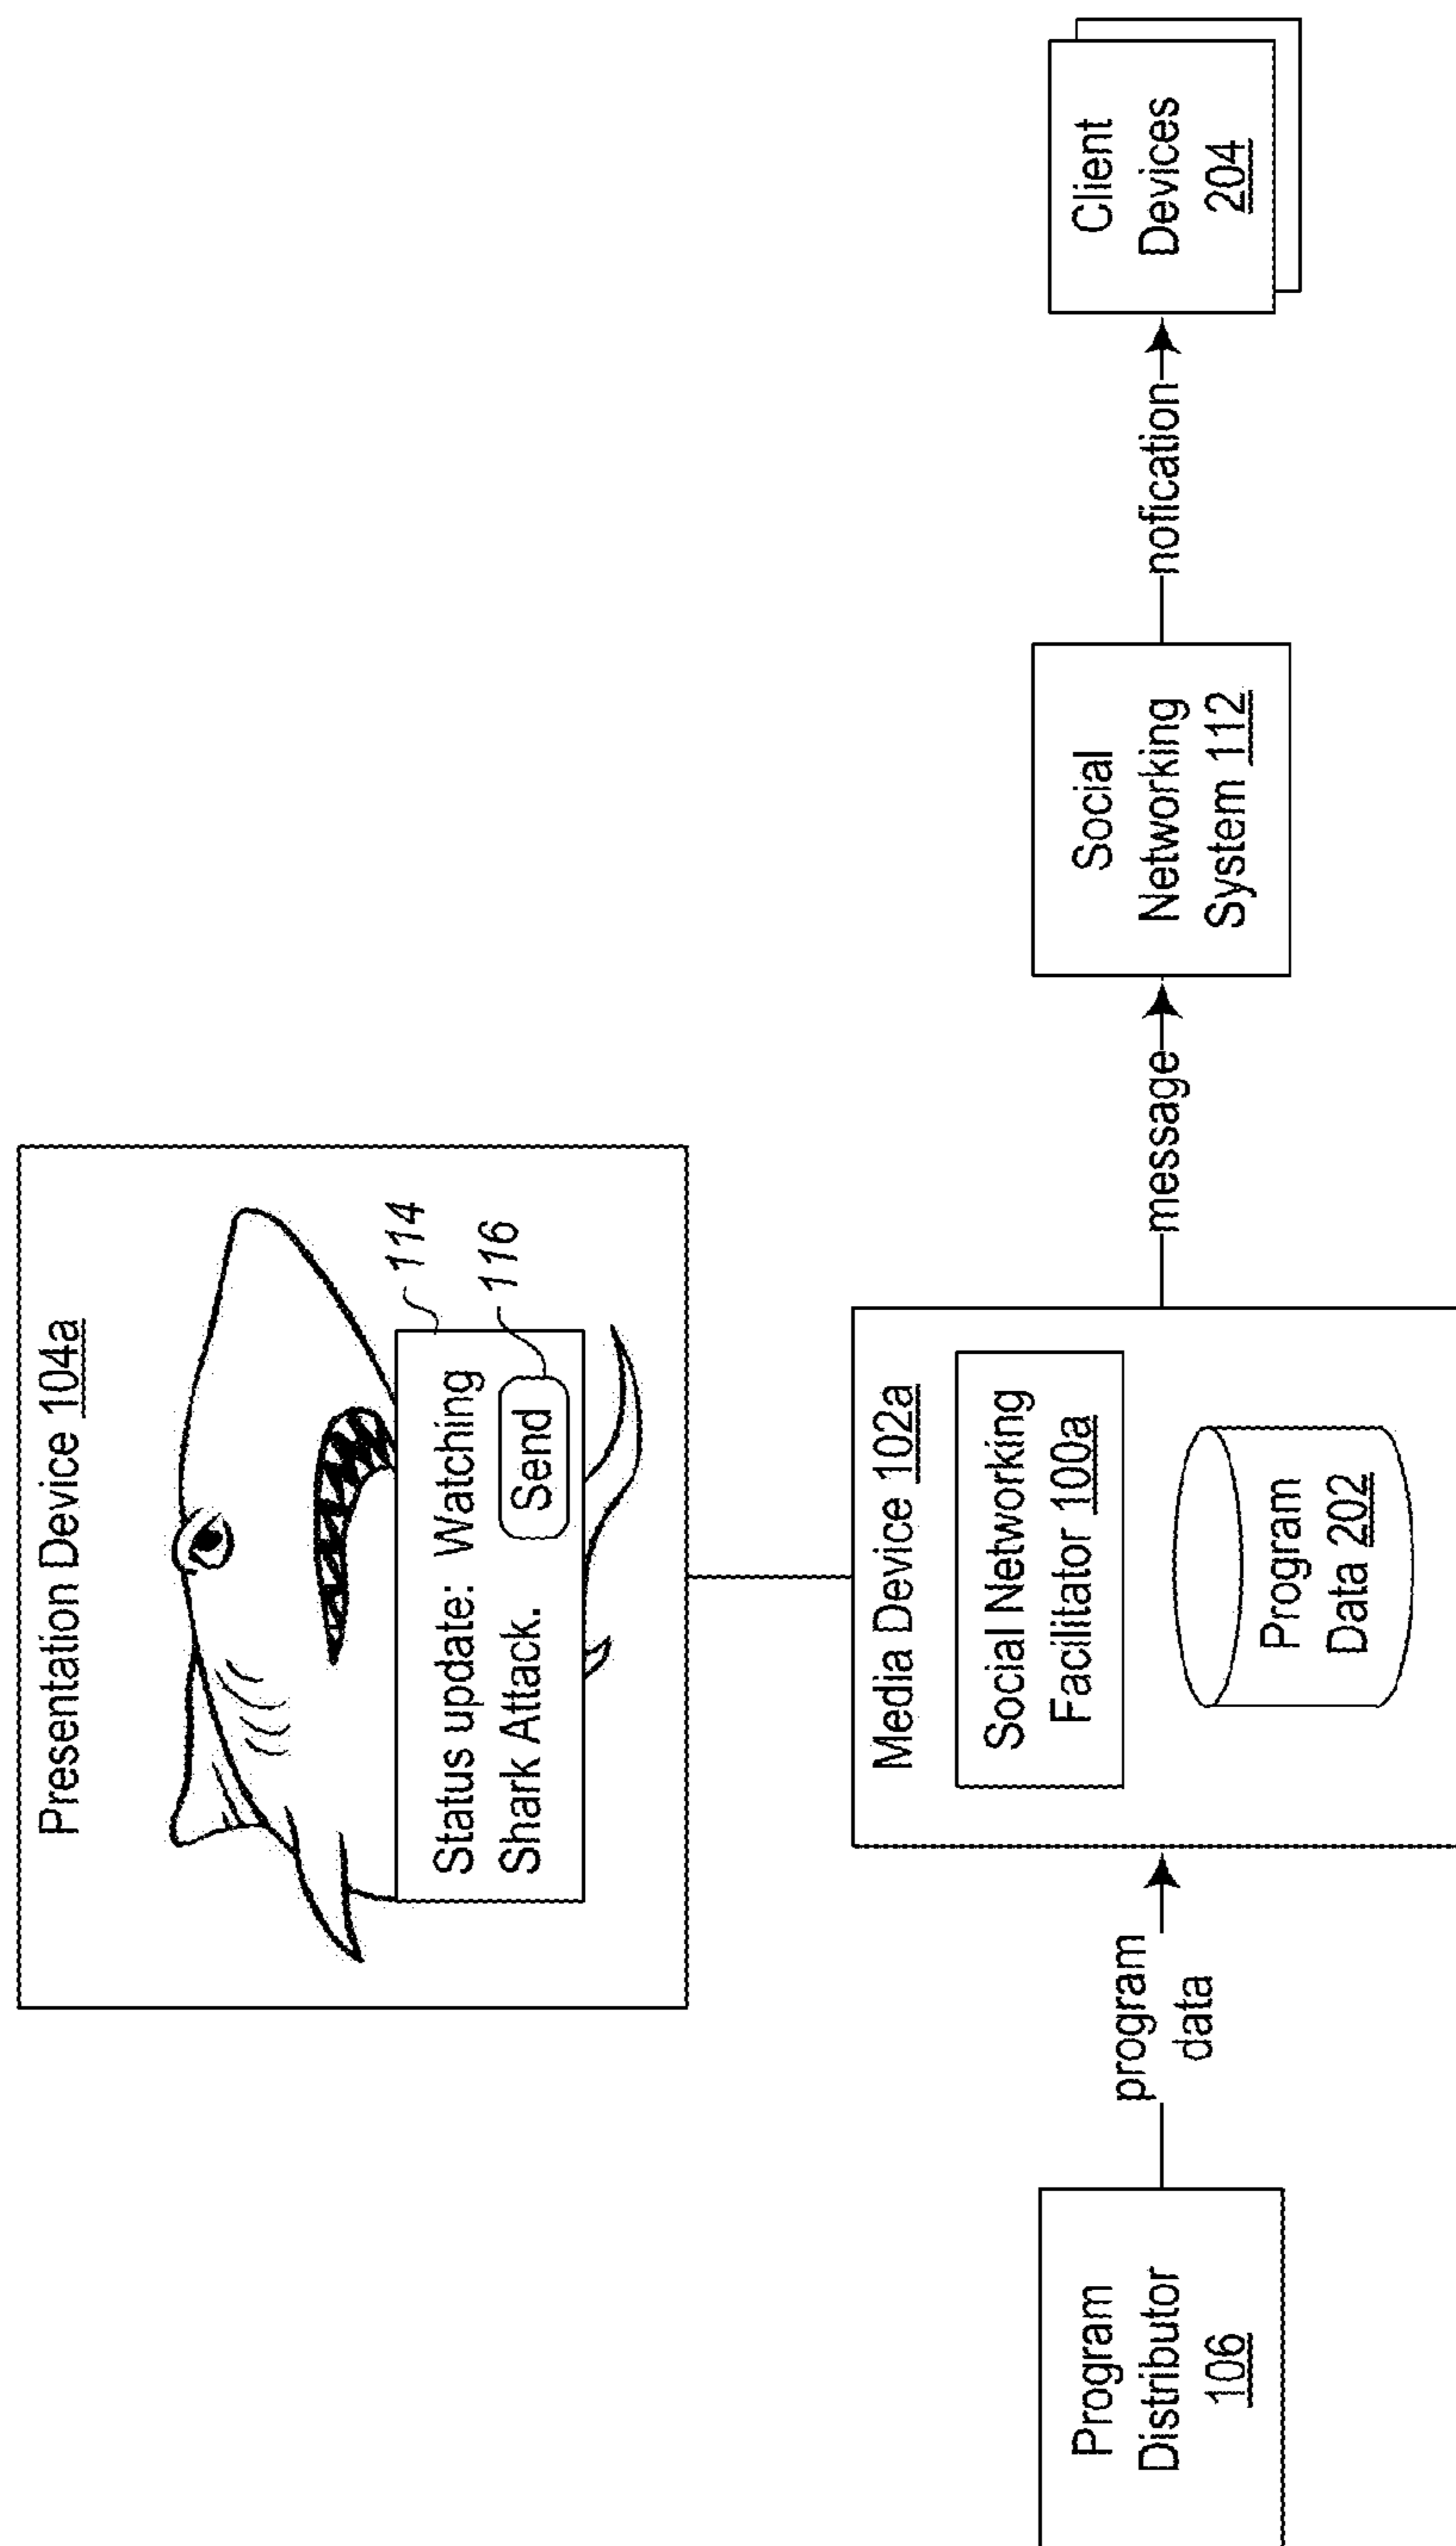 Presentation Device 104a
Status update: Watching
Shark Attack.
Send
114
116
Program
Distributor
106
program
data
Media Device 102a
Social Networking
Facilitator 100a
Program
Data 202
message
Social
Networking
System 112
nofication
Client
Devices
204